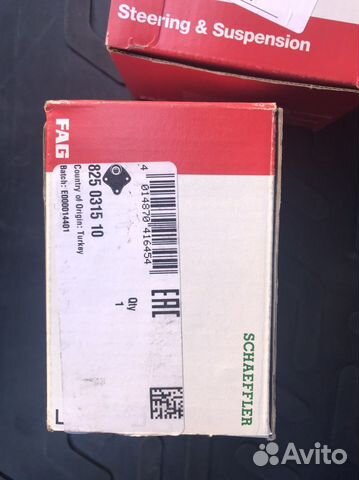 Steering & Suspension
FAG
825 0315 10
Country of Origin: Turkey
Batch: E000014401
4 014870 416454
Qty
1
EAC
SCHAEFFLER
Avito